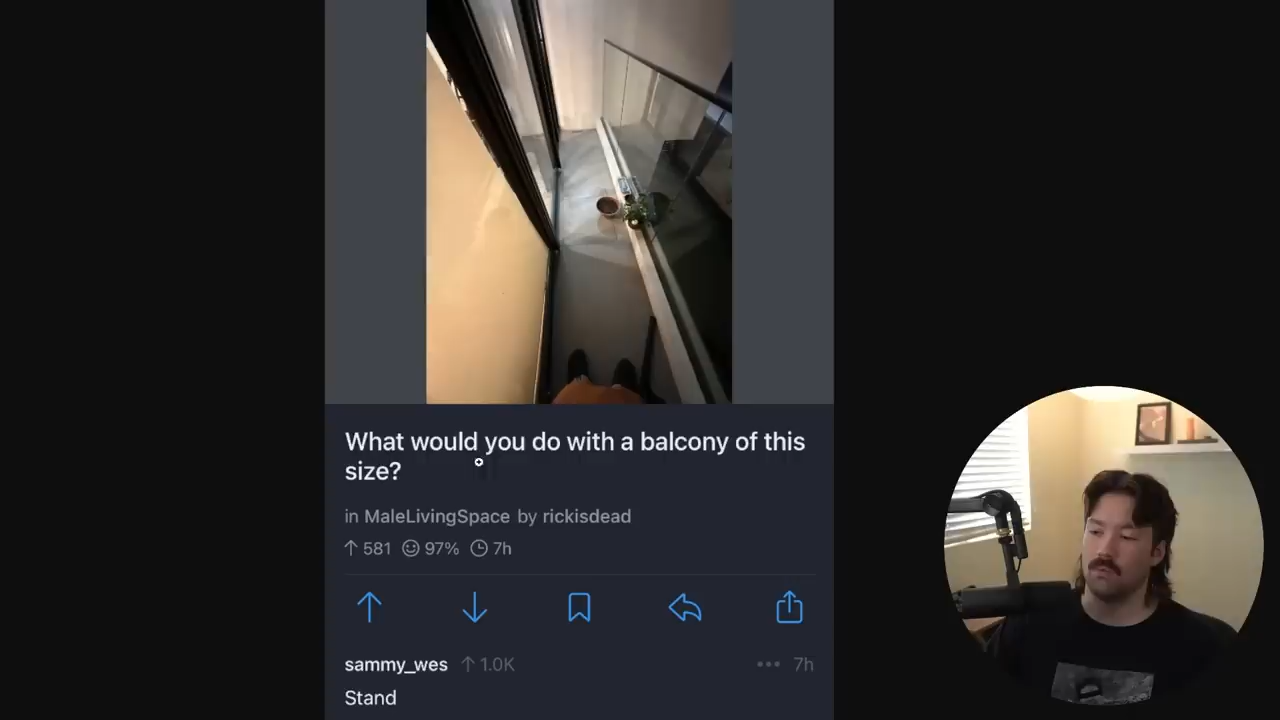 What would you do with a balcony of this
size?
in MaleLivingSpace by rickisdead
581 97% 7h
sammy_wes 1.0K 7h
Stand